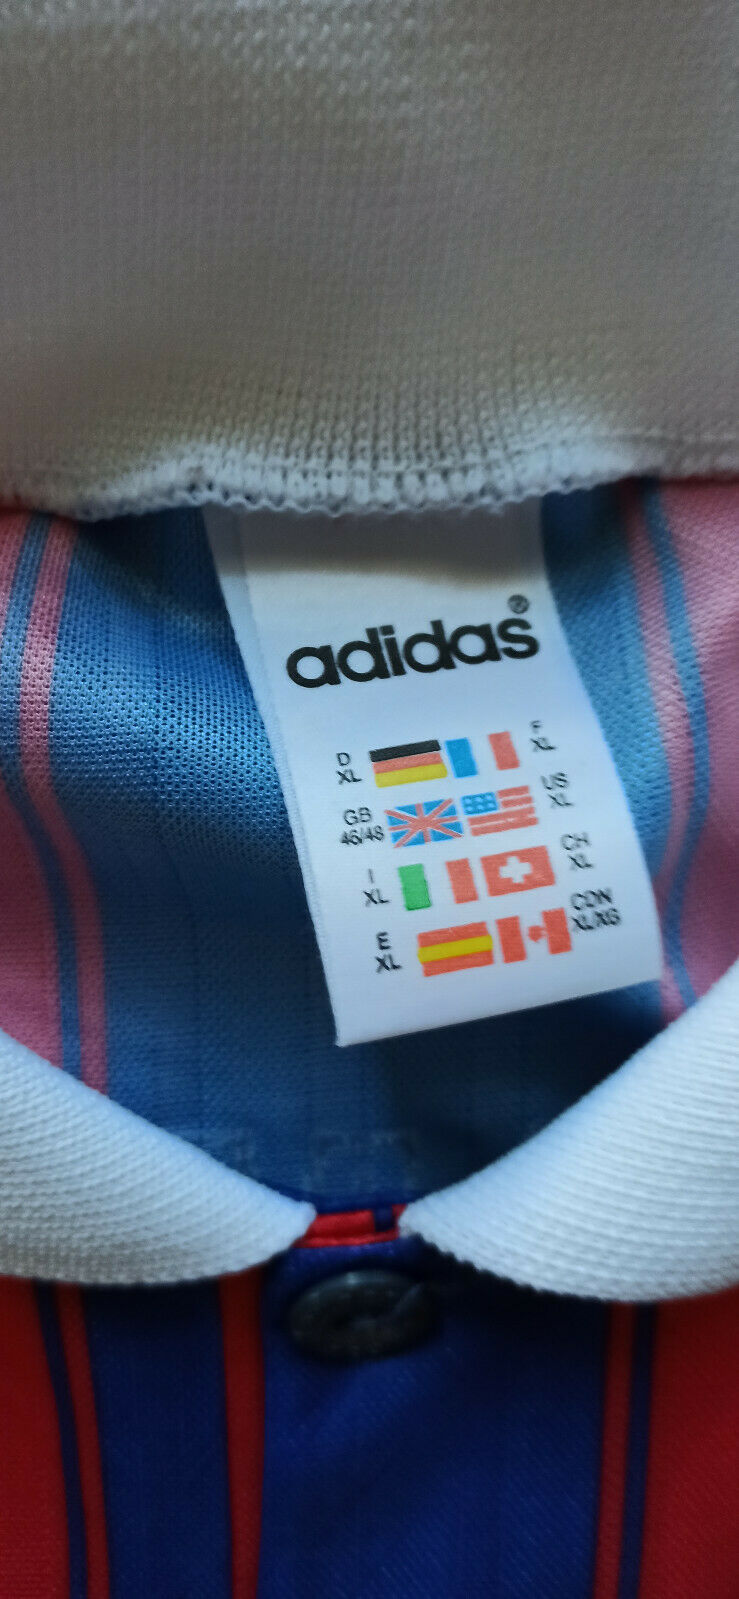 adidas®
D XL F XL
GB 46/48 US XL
I XL CH XL
E XL CDN XL/XG